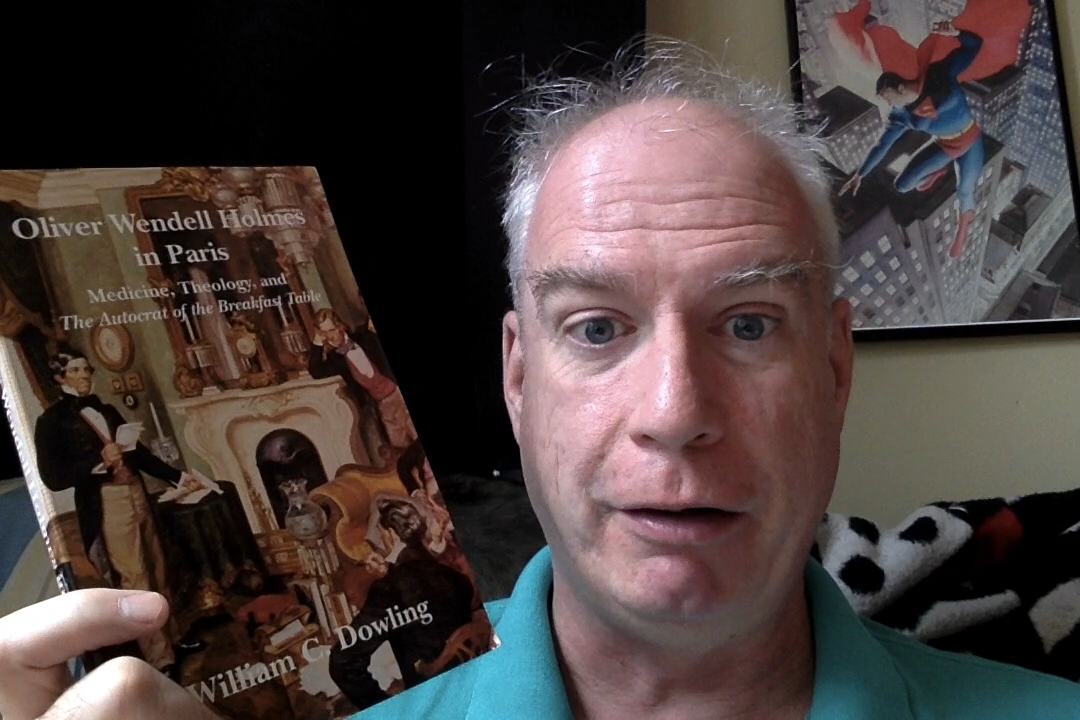 Oliver Wendell Holmes
in Paris
Medicine, Theology, and
The Autocrat of the Breakfast Table
William C. Dowling